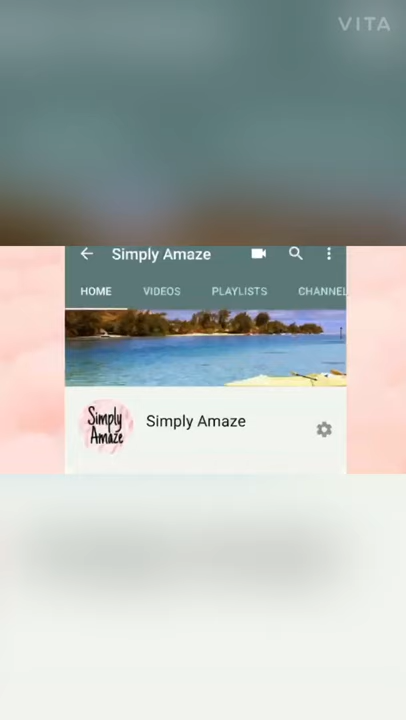 VITA
Simply Amaze
HOME VIDEOS PLAYLISTS CHANNEL
Simply
Amaze
Simply Amaze